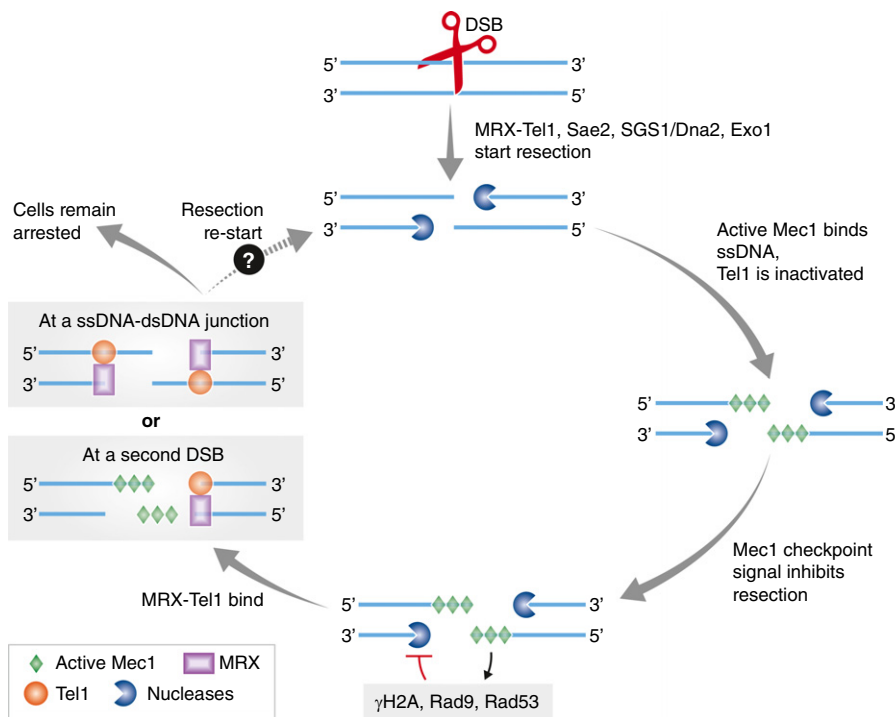 DSB
5’ 3’
3’ 5’
MRX-Tel1, Sae2, SGS1/Dna2, Exo1
start resection
5’ 3’
3’ 5’
Cells remain
arrested
Resection
re-start
?
Active Mec1 binds
ssDNA,
Tel1 is inactivated
At a ssDNA-dsDNA junction
5’ 3’
3’ 5’
or
At a second DSB
5’ 3’
3’ 5’
5’ 3’
3’ 5’
Mec1 checkpoint
signal inhibits
resection
MRX-Tel1 bind
5’ 3’
3’ 5’
γH2A, Rad9, Rad53
Active Mec1 MRX
Tel1 Nucleases